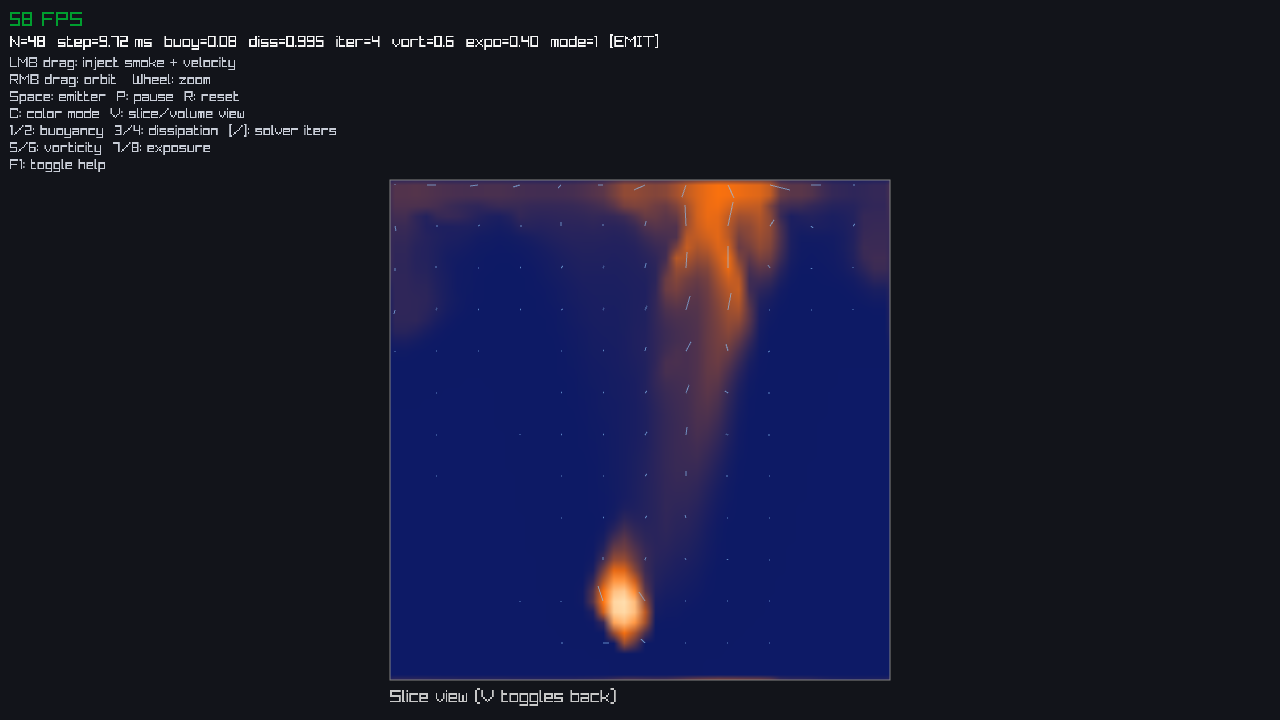 58 FPS
N=48 step=9.72 ms buoy=0.08 diss=0.995 iter=4 vort=0.6 expo=0.40 mode=1 [EMIT]
LMB drag: inject smoke + velocity
RMB drag: orbit Wheel: zoom
Space: emitter P: pause R: reset
C: color mode V: slice/volume view
1/2: buoyancy 3/4: dissipation [/]: solver iters
5/6: vorticity 7/8: exposure
F1: toggle help
Slice view (V toggles back)